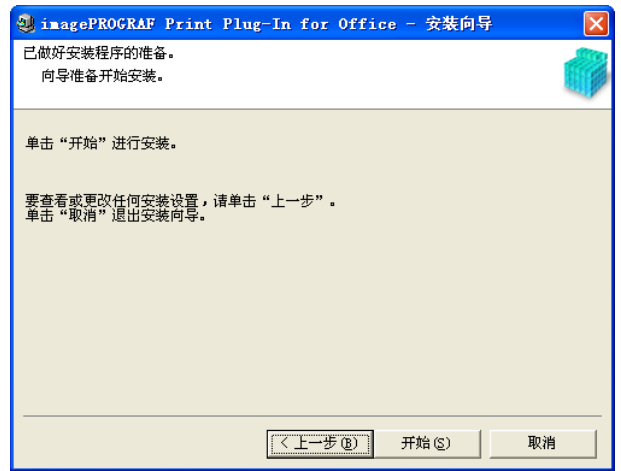 imagePROGRAF Print Plug-In for Office - 安装向导
已做好安装程序的准备。
向导准备开始安装。
单击“开始”进行安装。
要查看或更改任何安装设置，请单击“上一步”。
单击“取消”退出安装向导。
< 上一步(B) 开始(S) 取消